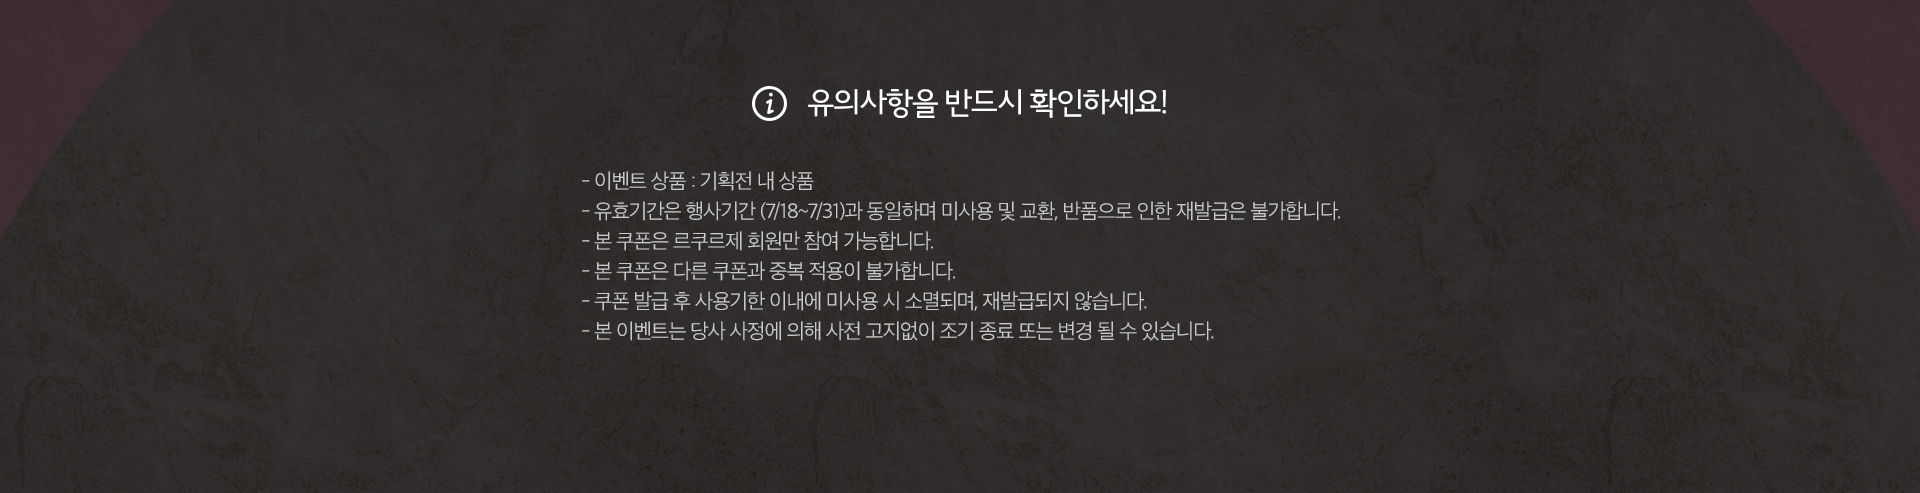 유의사항을 반드시 확인하세요!
- 이벤트 상품 : 기획전 내 상품
- 유효기간은 행사기간 (7/18~7/31)과 동일하며 미사용 및 교환, 반품으로 인한 재발급은 불가합니다.
- 본 쿠폰은 르쿠르제 회원만 참여 가능합니다.
- 본 쿠폰은 다른 쿠폰과 중복 적용이 불가합니다.
- 쿠폰 발급 후 사용기한 이내에 미사용 시 소멸되며, 재발급되지 않습니다.
- 본 이벤트는 당사 사정에 의해 사전 고지없이 조기 종료 또는 변경 될 수 있습니다.